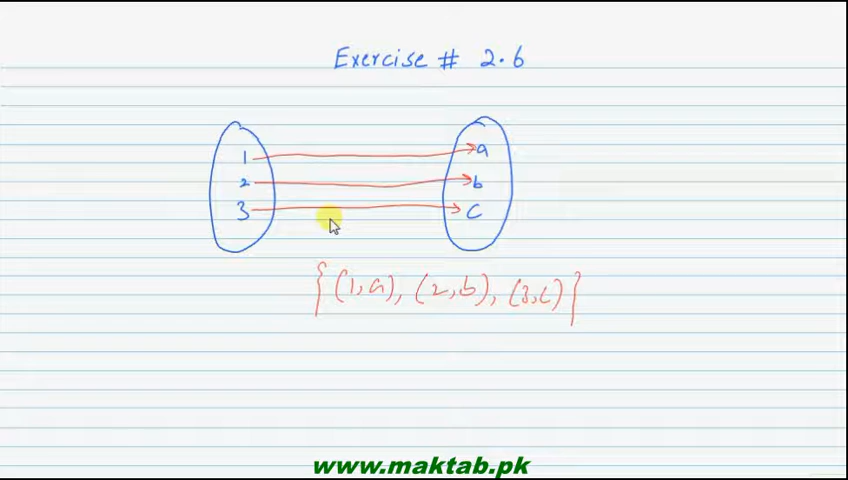 Exercise # 2.6
1 a
2 b
3 c
{(1,a), (2,b), (3,c)}
www.maktab.pk